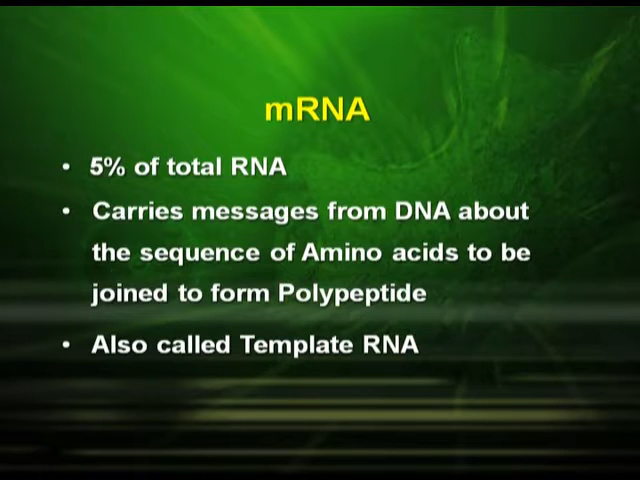 mRNA
• 5% of total RNA
• Carries messages from DNA about
the sequence of Amino acids to be
joined to form Polypeptide
• Also called Template RNA